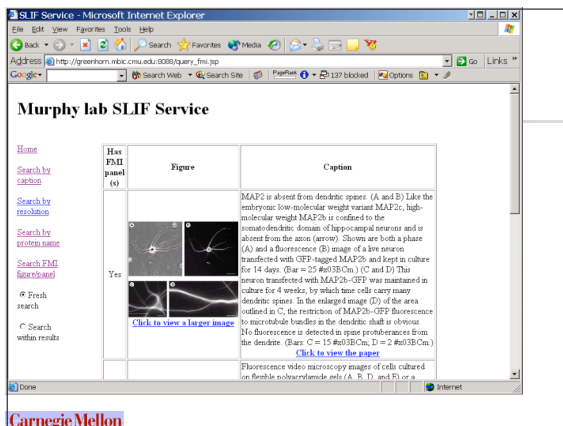 SLIF Service - Microsoft Internet Explorer
File Edit View Favorites Tools Help
Back Search Favorites Media
Address http://greenhorn.mbic.cmu.edu:8088/query_fmi.jsp Go Links »
Google Search Web Search Site PageRank 137 blocked Options
Murphy lab SLIF Service
Home
Search by
caption
Search by
resolution
Search by
protein name
Search FMI
figure/panel
Fresh
search
Search
within results
Has
FMI
panel
(s)
Figure
Caption
Yes
Click to view a larger image
MAP2 is absent from dendritic spines. (A and B) Like the
embryonic low-molecular weight variant MAP2c, high-
molecular weight MAP2b is confined to the
somatodendritic domain of hippocampal neurons and is
absent from the axon (arrow). Shown are both a phase
(A) and a fluorescence (B) image of a live neuron
transfected with GFP-tagged MAP2b and kept in culture
for 14 days. (Bar = 25 #x03BCm.) (C and D) This
neuron transfected with MAP2b-GFP was maintained in
culture for 4 weeks, by which time cells carry many
dendritic spines. In the enlarged image (D) of the area
outlined in C, the restriction of MAP2b-GFP fluorescence
to microtubule bundles in the dendritic shaft is obvious.
No fluorescence is detected in spine protuberances from
the dendrite. (Bars: C = 15 #x03BCm; D = 2 #x03BCm.)
Click to view the paper
Fluorescence video microscopy images of cells cultured
on flexible polyacrylamide gels (A, B, D, and E) or a
Done Internet
Carnegie Mellon